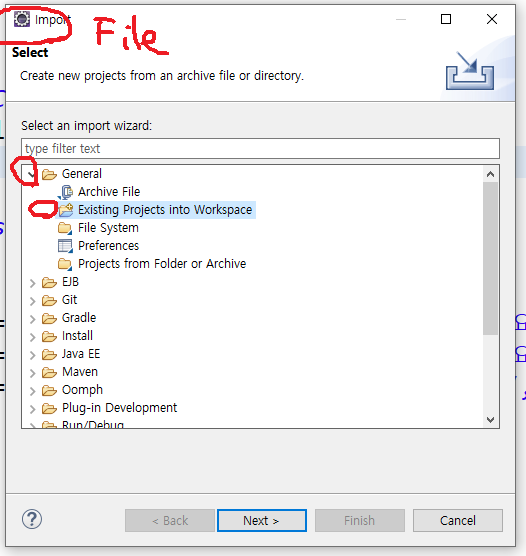 Import
File
Select
Create new projects from an archive file or directory.
Select an import wizard:
type filter text
General
Archive File
Existing Projects into Workspace
File System
Preferences
Projects from Folder or Archive
EJB
Git
Gradle
Install
Java EE
Maven
Oomph
Plug-in Development
Run/Debug
< Back
Next >
Finish
Cancel